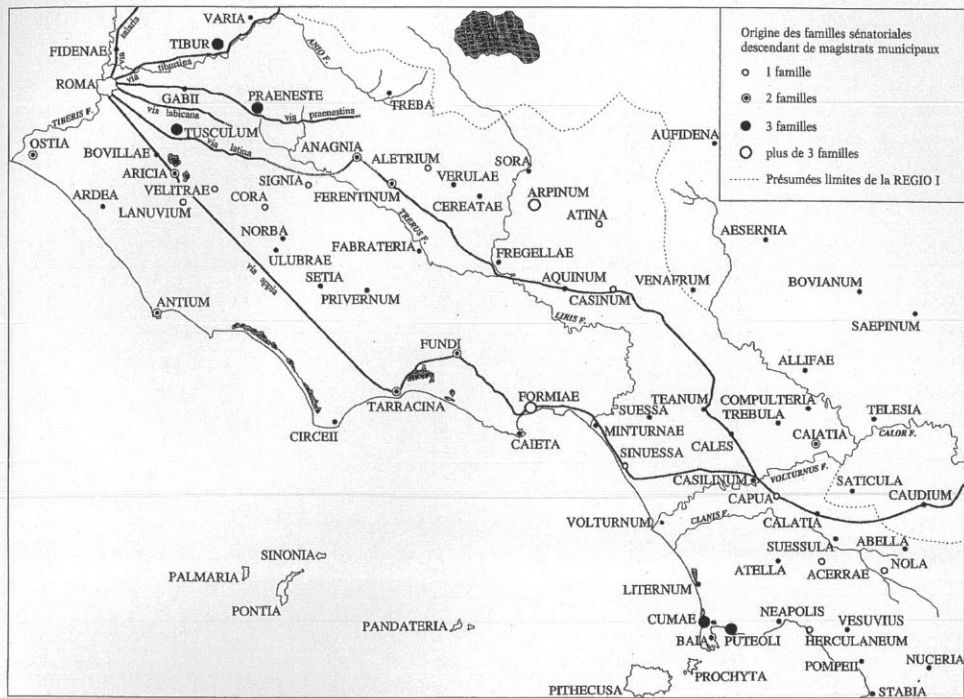 Origine des familles sénatoriales
descendant de magistrats municipaux
1 famille
2 familles
3 familles
plus de 3 familles
Présumées limites de la REGIO I
VARIA
via salaria
TIBUR
FIDENAE
via tiburtina
ANIO F.
ROMA
via
GABII
PRAENESTE
via praenestina
TREBA
TIBERIS F.
via labicana
TUSCULUM
via latina
AUFIDENA
OSTIA
BOVILLAE
ANAGNIA
ALETRIUM
SORA
ARICIA
VERULAE
VELITRAE
SIGNIA
FERENTINUM
CEREATAE
ARPINUM
ARDEA
LANUVIUM
CORA
ATINA
TRERUS F.
NORBA
ULUBRAE
FABRATERIA
FREGELLAE
AESERNIA
via appia
SETIA
PRIVERNUM
AQUINUM
CASINUM
VENAFRUM
BOVIANUM
ANTIUM
LIRIS F.
SAEPINUM
FUNDI
ALLIFAE
TARRACINA
FORMIAE
SUESSA
TEANUM
COMPULTERIA
TREBULA
TELESIA
CIRCEII
CAIETA
MINTURNAE
CALES
CAIATIA
CALOR F.
SINUESSA
VOLTURNUS F.
CASILINUM
SATICULA
CAPUA
CAUDIUM
VOLTURNUM
CLANIS F.
CALATIA
SUESSULA
ABELLA
SINONIA
ATELLA
ACERRAE
NOLA
PALMARIA
LITERNUM
PONTIA
PANDATERIA
CUMAE
NEAPOLIS
VESUVIUS
BAIA
PUTEOLI
HERCULANEUM
PROCHYTA
POMPEII
NUCERIA
PITHECUSA
STABIA